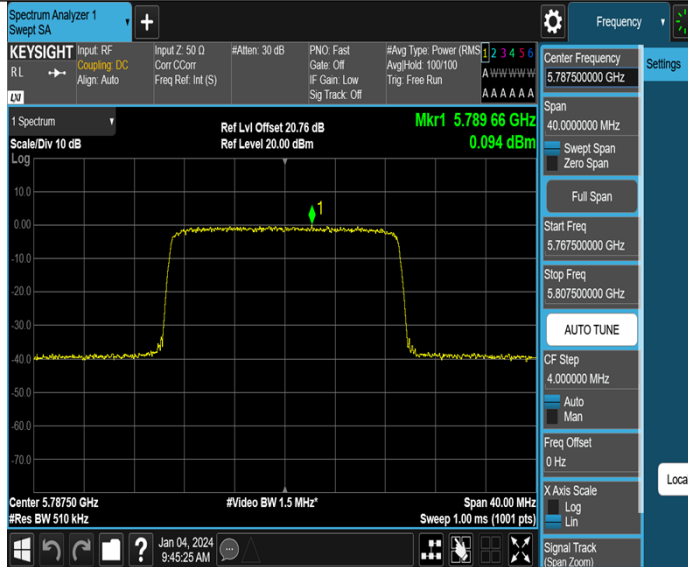 Spectrum Analyzer 1
Swept SA
Frequency
KEYSIGHT
RL
LXI
Input: RF
Coupling: DC
Align: Auto
Input Z: 50 Ω
Corr CCorr
Freq Ref: Int (S)
#Atten: 30 dB
PNO: Fast
Gate: Off
IF Gain: Low
Sig Track: Off
#Avg Type: Power (RMS
Avg|Hold: 100/100
Trig: Free Run
1 2 3 4 5 6
A W W W W W
A A A A A A
1 Spectrum
Scale/Div 10 dB
Log
Ref Lvl Offset 20.76 dB
Ref Level 20.00 dBm
Mkr1 5.789 66 GHz
0.094 dBm
1
10.0
0.00
-10.0
-20.0
-30.0
-40.0
-50.0
-60.0
-70.0
Center 5.78750 GHz
#Res BW 510 kHz
#Video BW 1.5 MHz*
Span 40.00 MHz
Sweep 1.00 ms (1001 pts)
Jan 04, 2024
9:45:25 AM
Center Frequency
5.787500000 GHz
Span
40.0000000 MHz
Swept Span
Zero Span
Full Span
Start Freq
5.767500000 GHz
Stop Freq
5.807500000 GHz
AUTO TUNE
CF Step
4.000000 MHz
Auto
Man
Freq Offset
0 Hz
X Axis Scale
Log
Lin
Signal Track
(Span Zoom)
Settings
Loca